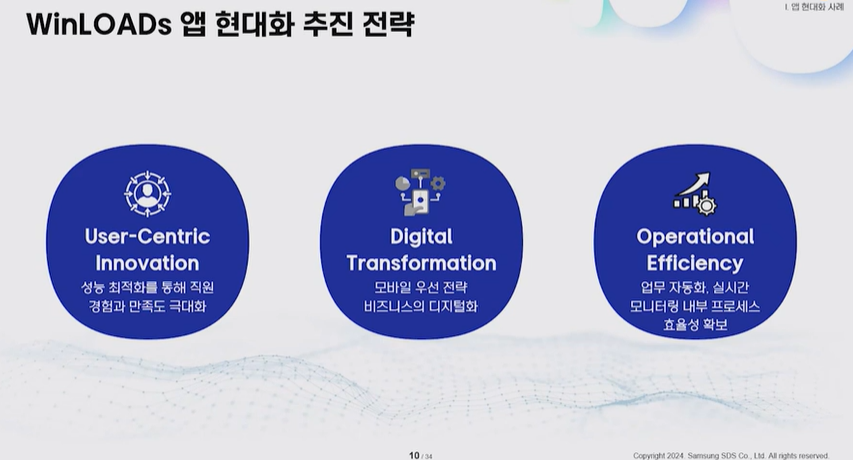 WinLOADs 앱 현대화 추진 전략
I. 앱 현대화 사례
User-Centric
Innovation
성능 최적화를 통해 직원
경험과 만족도 극대화
Digital
Transformation
모바일 우선 전략
비즈니스의 디지털화
Operational
Efficiency
업무 자동화, 실시간
모니터링 내부 프로세스
효율성 확보
10 / 34
Copyright 2024. Samsung SDS Co., Ltd. All rights reserved.